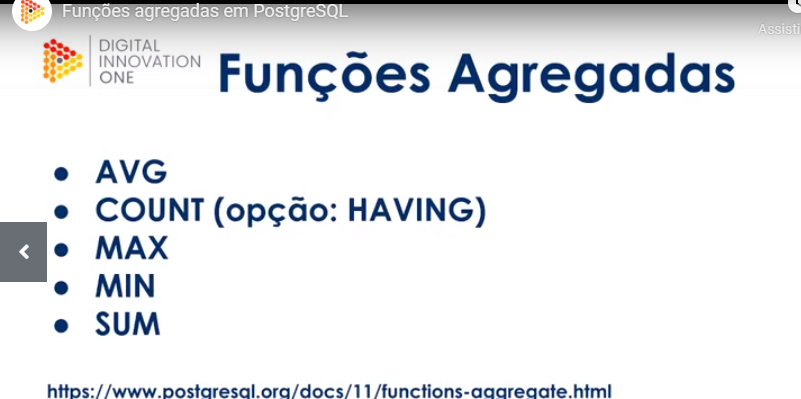 Funções agregadas em PostgreSQL
Assisti
DIGITAL
INNOVATION
ONE
Funções Agregadas
● AVG
● COUNT (opção: HAVING)
● MAX
● MIN
● SUM
https://www.postgresql.org/docs/11/functions-aggregate.html